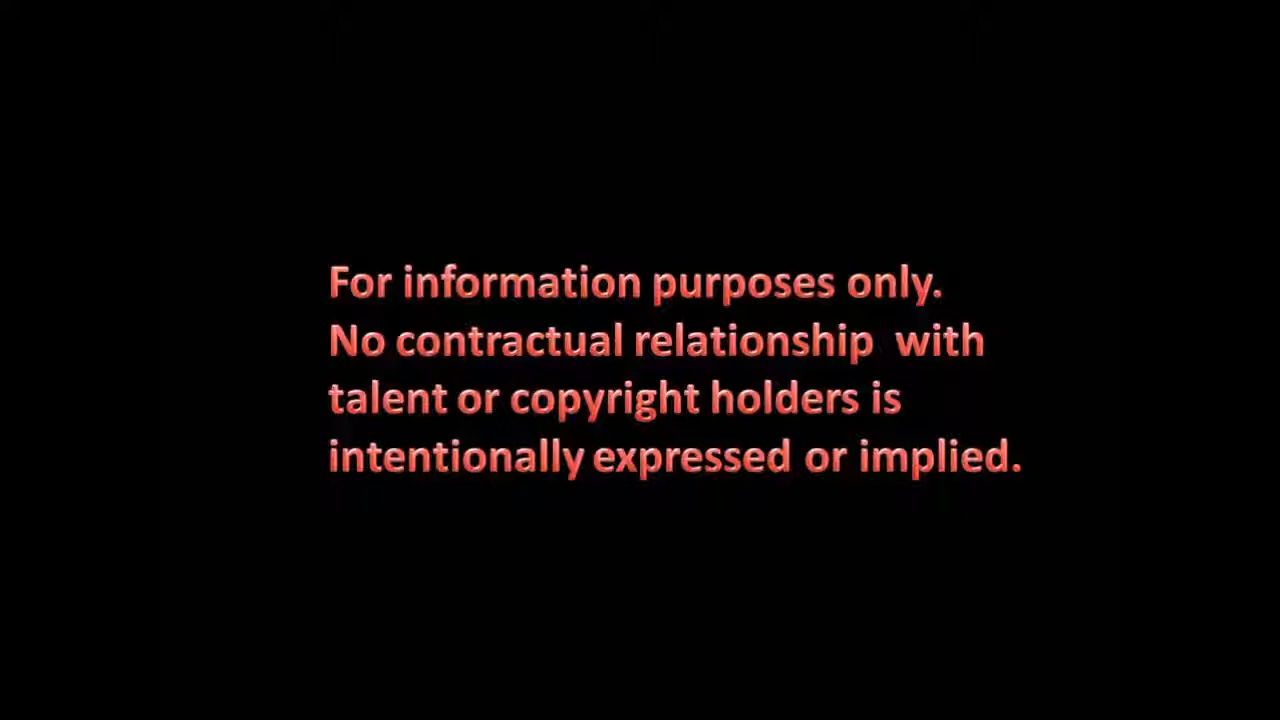 For information purposes only.
No contractual relationship  with
talent or copyright holders is
intentionally expressed or implied.